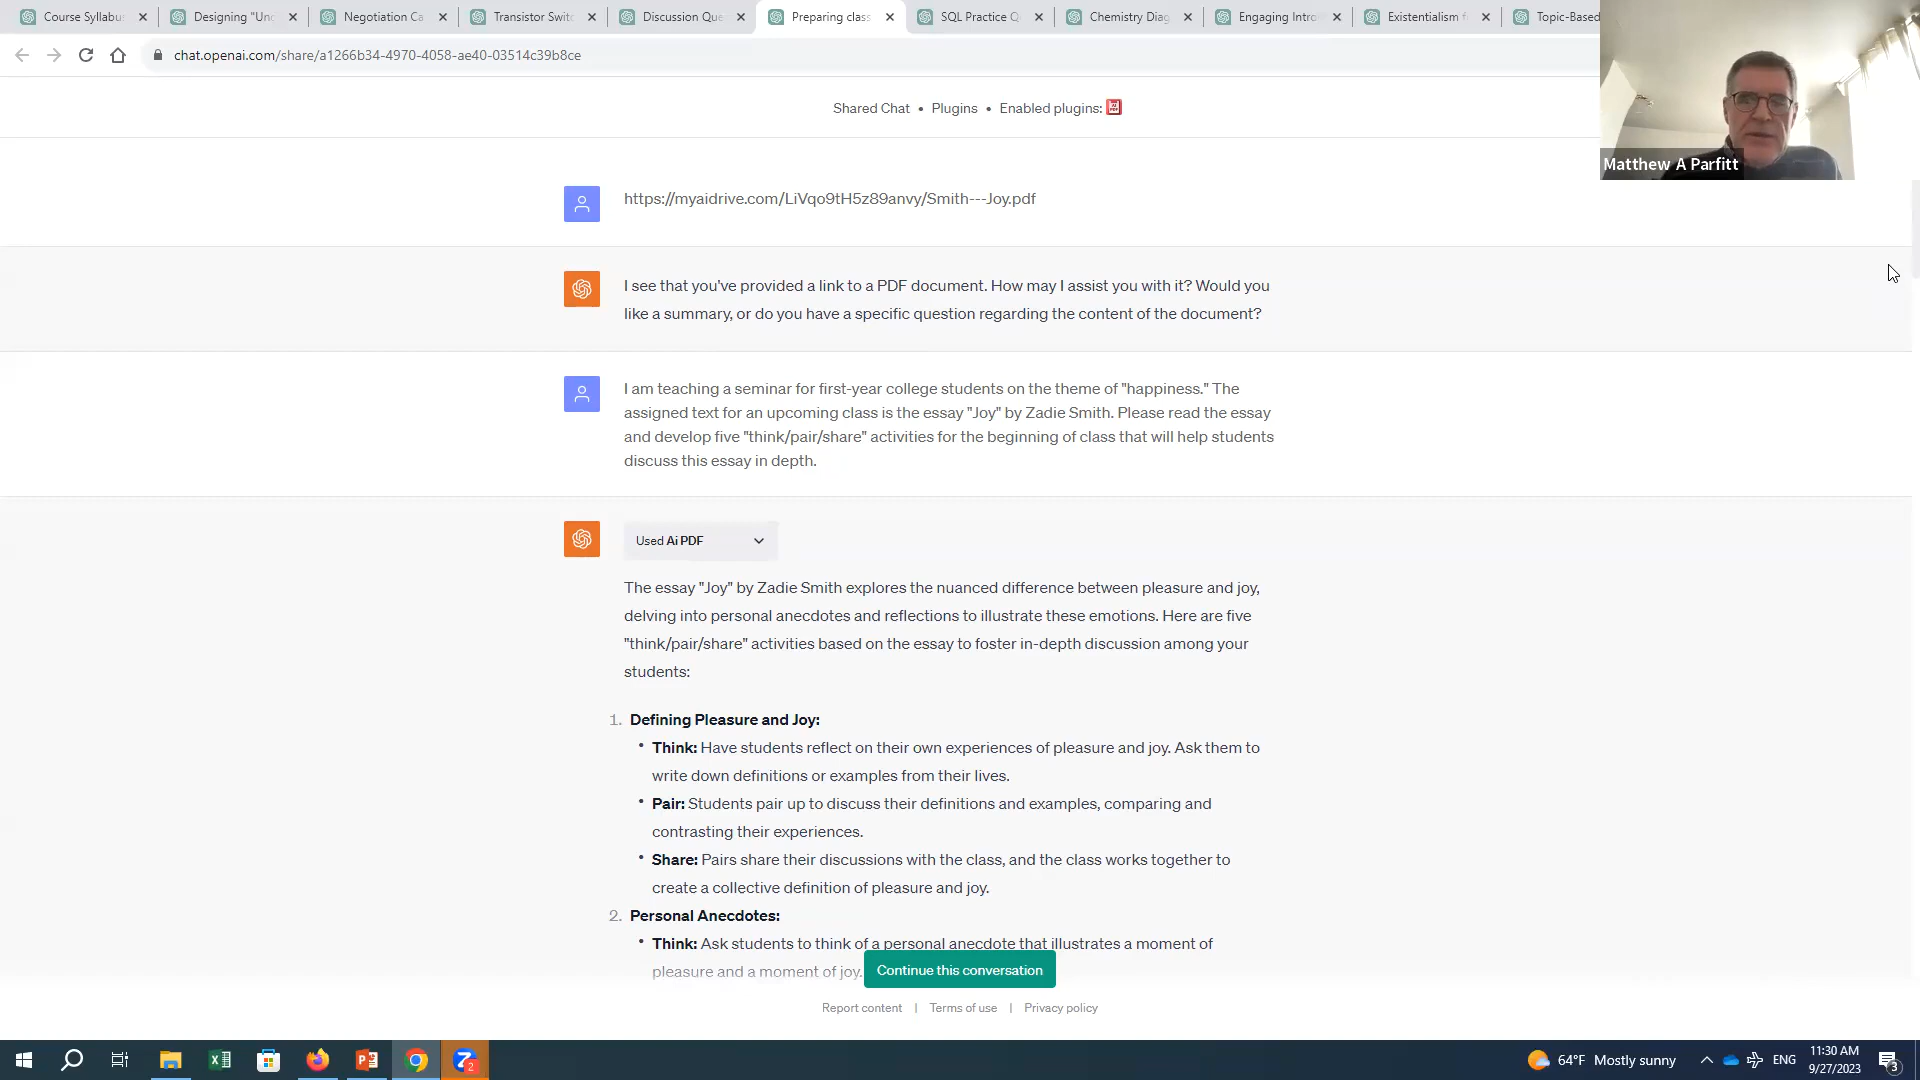 Course Syllabu
Designing "Unc
Negotiation Ca
Transistor Switc
Discussion Que
Preparing class
SQL Practice Q
Chemistry Diag
Engaging Introd
Existentialism f
Topic-Based
chat.openai.com/share/a1266b34-4970-4058-ae40-03514c39b8ce
Matthew A Parfitt
Shared Chat • Plugins • Enabled plugins:
https://myaidrive.com/LiVqo9tH5z89anvy/Smith---Joy.pdf
I see that you've provided a link to a PDF document. How may I assist you with it? Would you
like a summary, or do you have a specific question regarding the content of the document?
I am teaching a seminar for first-year college students on the theme of "happiness." The
assigned text for an upcoming class is the essay "Joy" by Zadie Smith. Please read the essay
and develop five "think/pair/share" activities for the beginning of class that will help students
discuss this essay in depth.
Used Ai PDF
The essay "Joy" by Zadie Smith explores the nuanced difference between pleasure and joy,
delving into personal anecdotes and reflections to illustrate these emotions. Here are five
"think/pair/share" activities based on the essay to foster in-depth discussion among your
students:
1. Defining Pleasure and Joy:
• Think: Have students reflect on their own experiences of pleasure and joy. Ask them to
write down definitions or examples from their lives.
• Pair: Students pair up to discuss their definitions and examples, comparing and
contrasting their experiences.
• Share: Pairs share their discussions with the class, and the class works together to
create a collective definition of pleasure and joy.
2. Personal Anecdotes:
• Think: Ask students to think of a personal anecdote that illustrates a moment of
pleasure and a moment of joy.
Continue this conversation
Report content | Terms of use | Privacy policy
64°F Mostly sunny
ENG
11:30 AM
9/27/2023
3
2